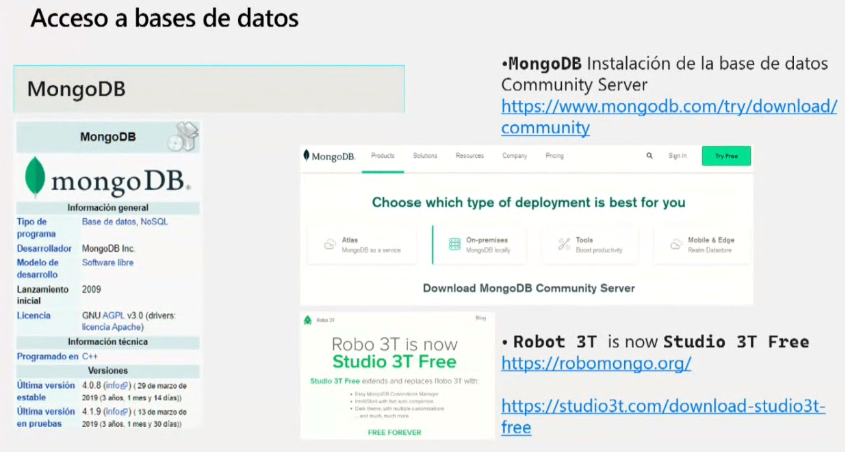 Acceso a bases de datos
MongoDB
MongoDB
mongoDB®
Información general
Tipo de programa Base de datos, NoSQL
Desarrollador MongoDB Inc.
Modelo de desarrollo Software libre
Lanzamiento inicial 2009
Licencia GNU AGPL v3.0 (drivers: licencia Apache)
Información técnica
Programado en C++
Versiones
Última versión estable 4.0.8 (info) ( 29 de marzo de 2019 (3 años, 1 mes y 14 días))
Última versión en pruebas 4.1.9 (info) ( 13 de marzo de 2019 (3 años, 1 mes y 30 días))
•MongoDB Instalación de la base de datos
Community Server
https://www.mongodb.com/try/download/
community
MongoDB. Products Solutions Resources Company Pricing Sign In Try Free
Choose which type of deployment is best for you
Atlas
MongoDB as a service
On-premises
MongoDB locally
Tools
Boost productivity
Mobile & Edge
Realm Datastore
Download MongoDB Community Server
Robo 3T Blog
Robo 3T is now
Studio 3T Free
Studio 3T Free extends and replaces Robo 3T with:
• Easy MongoDB Connections Manager
• IntelliShell with live auto completion
• Dark theme, with multiple customizations
... and much, much more.
FREE FOREVER
• Robot 3T is now Studio 3T Free
https://robomongo.org/
https://studio3t.com/download-studio3t-
free